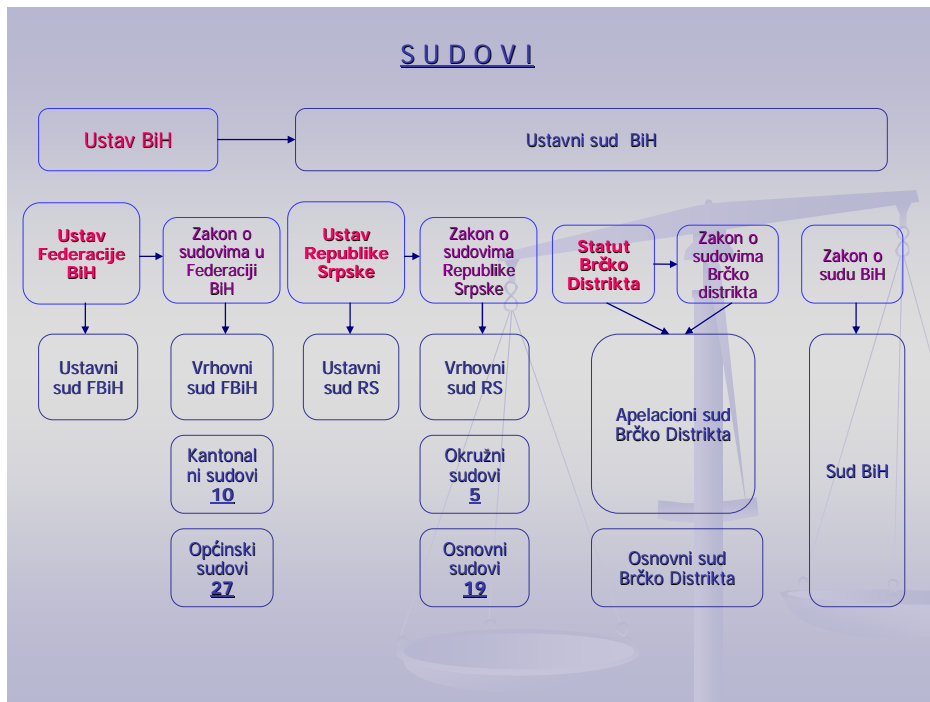 S U D O V I
Ustav BiH
Ustavni sud BiH
Ustav
Federacije
BiH
Zakon o
sudovima u
Federaciji
BiH
Ustav
Republike
Srpske
Zakon o
sudovima
Republike
Srpske
Statut
Brčko
Distrikta
Zakon o
sudovima
Brčko
distrikta
Zakon o
sudu BiH
Ustavni
sud FBiH
Vrhovni
sud FBiH
Ustavni
sud RS
Vrhovni
sud RS
Apelacioni sud
Brčko Distrikta
Sud BiH
Kantonal
ni sudovi
10
Okružni
sudovi
5
Općinski
sudovi
27
Osnovni
sudovi
19
Osnovni sud
Brčko Distrikta